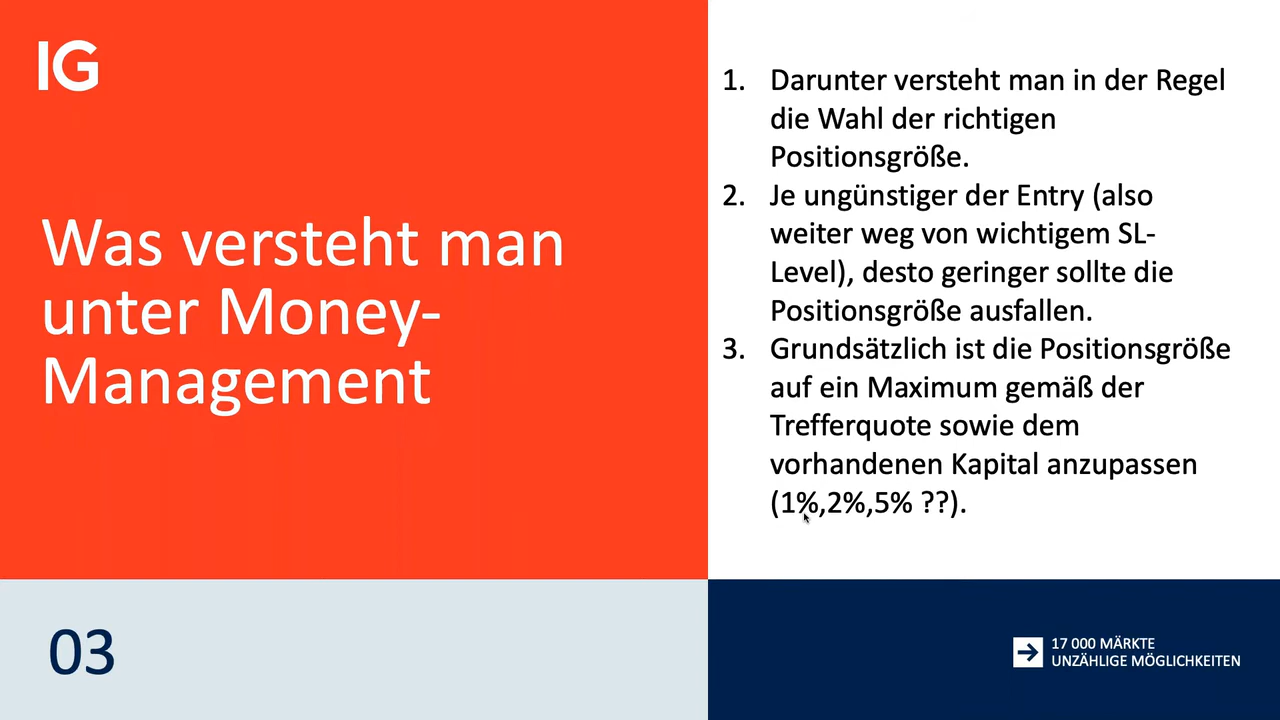 IG
Was versteht man
unter Money-
Management
1. Darunter versteht man in der Regel
die Wahl der richtigen
Positionsgröße.
2. Je ungünstiger der Entry (also
weiter weg von wichtigem SL-
Level), desto geringer sollte die
Positionsgröße ausfallen.
3. Grundsätzlich ist die Positionsgröße
auf ein Maximum gemäß der
Trefferquote sowie dem
vorhandenen Kapital anzupassen
(1%,2%,5% ??).
03
17 000 MÄRKTE
UNZÄHLIGE MÖGLICHKEITEN